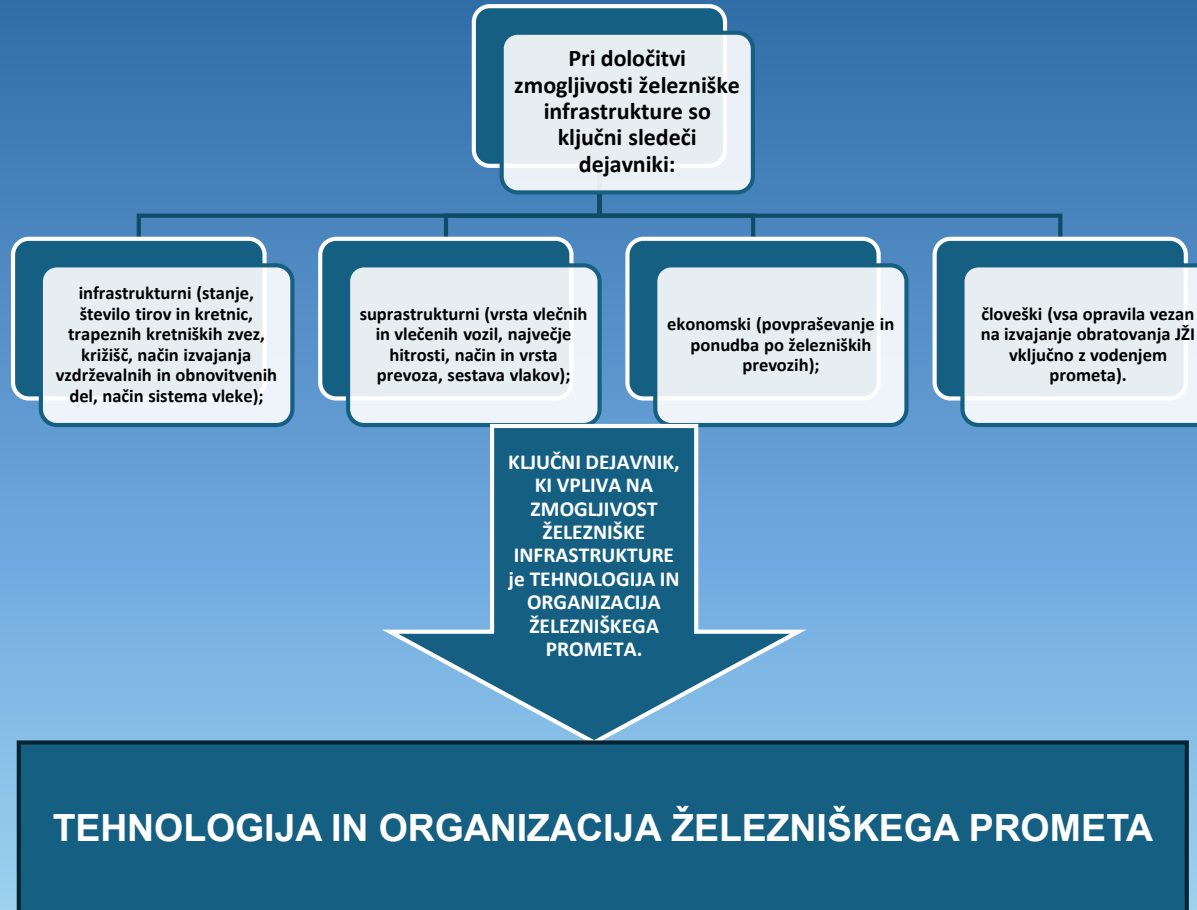 Pri določitvi
zmogljivosti železniške
infrastrukture so
ključni sledeči
dejavniki:
infrastrukturni (stanje,
število tirov in kretnic,
trapeznih kretniških zvez,
križišč, način izvajanja
vzdrževalnih in obnovitvenih
del, način sistema vleke);
suprastrukturni (vrsta vlečnih
in vlečenih vozil, največje
hitrosti, način in vrsta
prevoza, sestava vlakov);
ekonomski (povpraševanje in
ponudba po železniških
prevozih);
človeški (vsa opravila vezan
na izvajanje obratovanja JŽI
vključno z vodenjem
prometa).
KLJUČNI DEJAVNIK,
KI VPLIVA NA
ZMOGLJIVOST
ŽELEZNIŠKE
INFRASTRUKTURE
je TEHNOLOGIJA IN
ORGANIZACIJA
ŽELEZNIŠKEGA
PROMETA.
TEHNOLOGIJA IN ORGANIZACIJA ŽELEZNIŠKEGA PROMETA